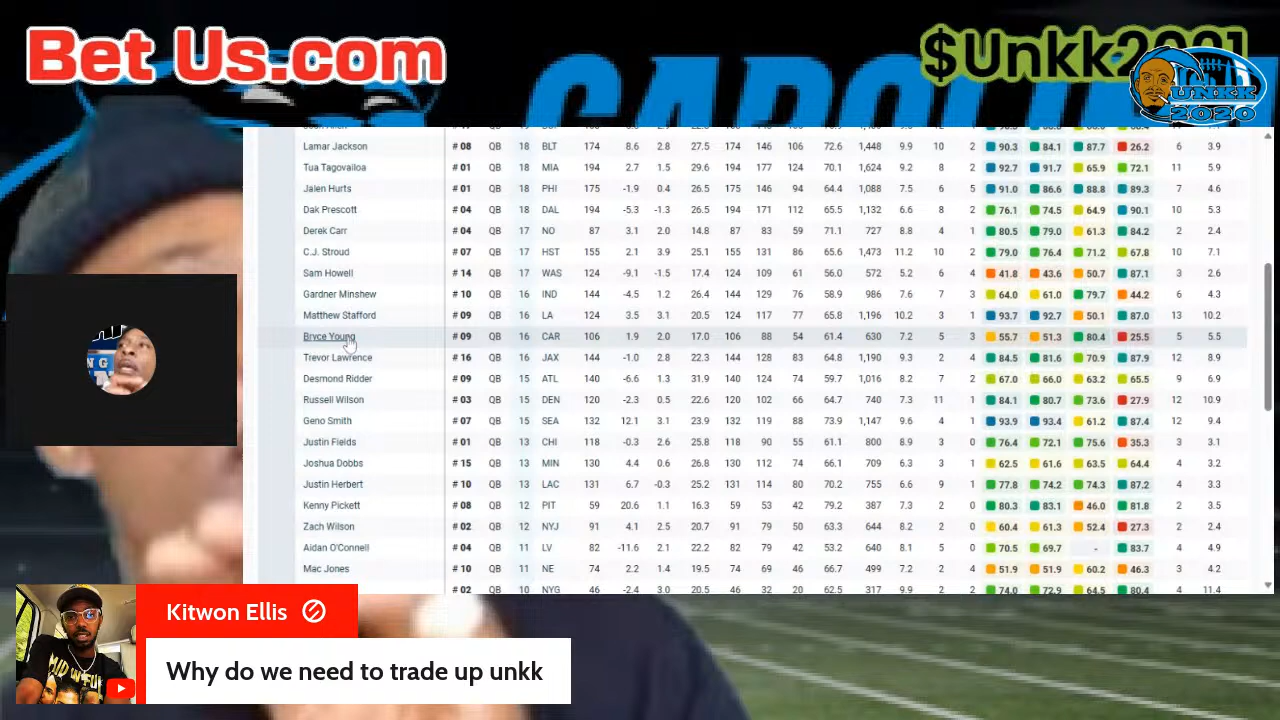 Bet Us.com
$Unkk2021
CAROLIN
UNKK
2020
Lamar Jackson # 08 QB 18 BLT 174 8.6 2.8 27.5 174 146 106 72.6 1,448 9.9 10 2 90.3 84.1 87.7 26.2 6 3.9
Tua Tagovailoa # 01 QB 18 MIA 194 2.7 1.5 29.6 194 177 124 70.1 1,624 9.2 8 2 92.7 91.7 65.9 72.1 11 5.9
Jalen Hurts # 01 QB 18 PHI 175 -1.9 0.4 26.5 175 146 94 64.4 1,088 7.5 6 5 91.0 86.6 88.8 89.3 7 4.6
Dak Prescott # 04 QB 18 DAL 194 -5.3 -1.3 26.5 194 171 112 65.5 1,132 6.6 8 2 76.1 74.5 64.9 90.1 10 5.3
Derek Carr # 04 QB 17 NO 87 3.1 2.0 14.8 87 83 59 71.1 727 8.8 4 1 80.5 79.0 61.3 84.2 2 2.4
C.J. Stroud # 07 QB 17 HST 155 2.1 3.9 25.1 155 131 86 65.6 1,473 11.2 10 2 79.0 76.4 71.2 67.8 10 7.1
Sam Howell # 14 QB 17 WAS 124 -9.1 -1.5 17.4 124 109 61 56.0 572 5.2 6 4 41.8 43.6 50.7 87.1 3 2.6
Gardner Minshew # 10 QB 16 IND 144 -4.5 1.2 26.4 144 129 76 58.9 986 7.6 7 3 64.0 61.0 79.7 44.2 6 4.3
Matthew Stafford # 09 QB 16 LA 124 3.5 3.1 20.5 124 117 77 65.8 1,196 10.2 3 1 93.7 92.7 50.1 87.0 13 10.2
Bryce Young # 09 QB 16 CAR 106 1.9 2.0 17.0 106 88 54 61.4 630 7.2 5 3 55.7 51.3 80.4 25.5 5 5.5
Trevor Lawrence # 16 QB 16 JAX 144 -1.0 2.8 22.3 144 128 83 64.8 1,190 9.3 2 4 84.5 81.6 70.9 87.9 12 8.9
Desmond Ridder # 09 QB 15 ATL 140 -6.6 1.3 31.9 140 124 74 59.7 1,016 8.2 7 2 67.0 66.0 63.2 65.5 9 6.9
Russell Wilson # 03 QB 15 DEN 120 -2.3 0.5 22.6 120 102 66 64.7 740 7.3 11 1 84.1 80.7 73.6 27.9 12 10.9
Geno Smith # 07 QB 15 SEA 132 12.1 3.1 23.9 132 119 88 73.9 1,147 9.6 4 1 93.9 93.4 61.2 87.4 12 9.4
Justin Fields # 01 QB 13 CHI 118 -0.3 2.6 25.8 118 90 55 61.1 800 8.9 3 0 76.4 72.1 75.6 35.3 3 3.1
Joshua Dobbs # 15 QB 13 MIN 130 4.4 0.6 26.8 130 112 74 66.1 709 6.3 3 1 62.5 61.6 63.5 64.4 4 3.2
Justin Herbert # 10 QB 13 LAC 131 6.7 -0.3 25.2 131 114 80 70.2 755 6.6 9 1 77.8 74.2 74.3 87.2 4 3.3
Kenny Pickett # 08 QB 12 PIT 59 20.6 1.1 16.3 59 53 42 79.2 387 7.3 2 0 80.3 83.1 46.0 81.8 2 3.5
Zach Wilson # 02 QB 12 NYJ 91 4.1 2.5 20.7 91 79 50 63.3 644 8.2 2 0 60.4 61.3 52.4 27.3 2 2.4
Aidan O'Connell # 04 QB 11 LV 82 -11.6 2.1 22.2 82 79 42 53.2 640 8.1 5 0 70.5 69.7 - 83.7 4 4.9
Mac Jones # 10 QB 11 NE 74 2.2 1.4 19.5 74 69 46 66.7 499 7.2 2 4 51.9 51.9 60.2 46.3 3 4.2
# 02 QB 10 NYG 46 -2.4 3.0 20.5 46 32 20 62.5 317 9.9 2 2 74.0 72.9 64.5 80.4 4 11.4
Kitwon Ellis
Why do we need to trade up unkk